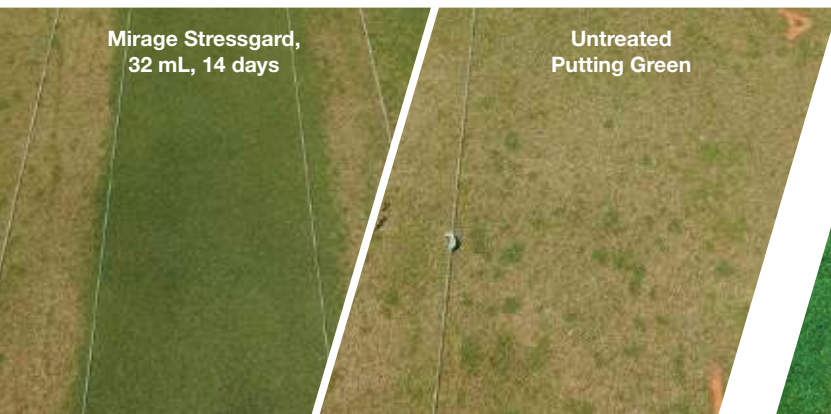 Mirage Stressgard,
32 mL, 14 days
Untreated
Putting Green